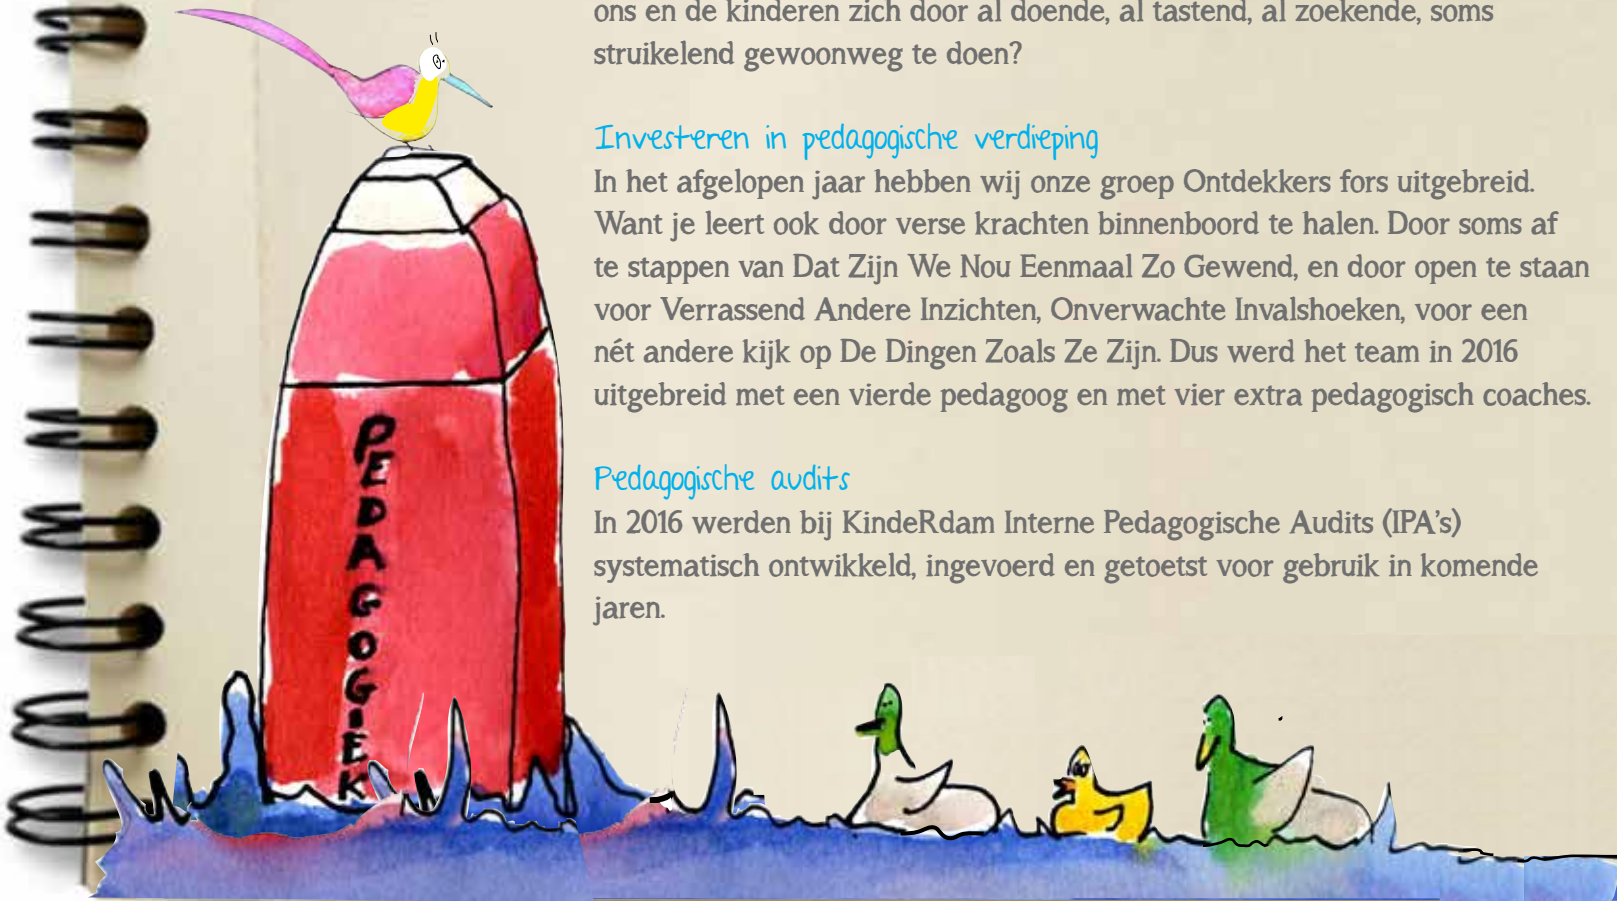 ons en de kinderen zich door al doende, al tastend, al zoekende, soms
struikelend gewoonweg te doen?
Investeren in pedagogische verdieping
In het afgelopen jaar hebben wij onze groep Ontdekkers fors uitgebreid.
Want je leert ook door verse krachten binnenboord te halen. Door soms af
te stappen van Dat Zijn We Nou Eenmaal Zo Gewend, en door open te staan
voor Verrassend Andere Inzichten, Onverwachte Invalshoeken, voor een
nét andere kijk op De Dingen Zoals Ze Zijn. Dus werd het team in 2016
uitgebreid met een vierde pedagoog en met vier extra pedagogisch coaches.
Pedagogische audits
In 2016 werden bij KindeRdam Interne Pedagogische Audits (IPA’s)
systematisch ontwikkeld, ingevoerd en getoetst voor gebruik in komende
jaren.
PEDAGOGIEK